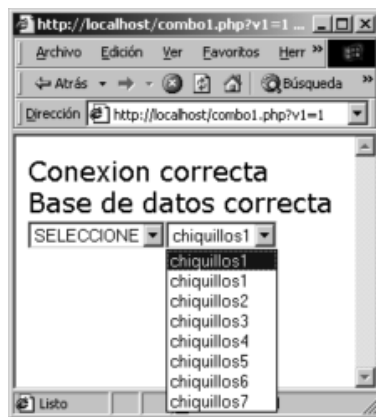 http://localhost/combo1.php?v1=1 ...
Archivo Edición Ver Favoritos Herr »
Atrás Búsqueda »
Dirección http://localhost/combo1.php?v1=1
Conexion correcta
Base de datos correcta
SELECCIONE chiquillos1
chiquillos1
chiquillos1
chiquillos2
chiquillos3
chiquillos4
chiquillos5
chiquillos6
chiquillos7
Listo